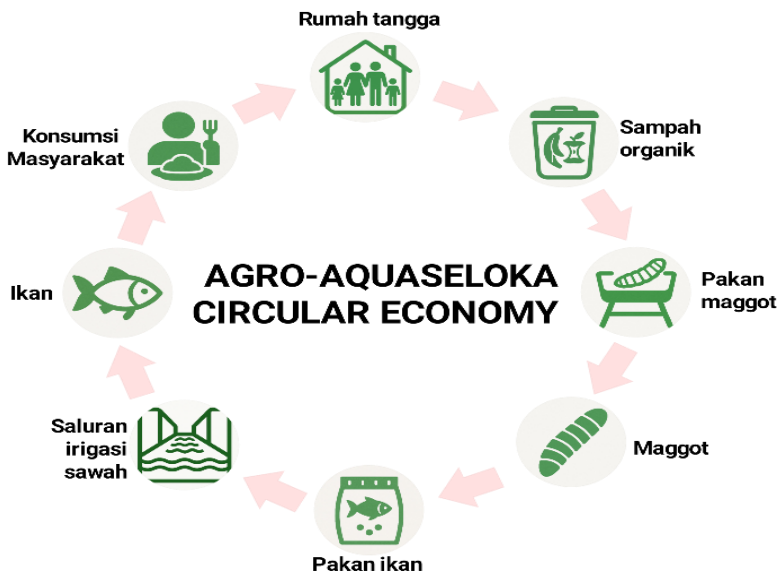 Rumah tangga
Sampah
organik
Pakan
maggot
Maggot
Pakan ikan
Saluran
irigasi
sawah
Ikan
Konsumsi
Masyarakat
AGRO-AQUASELOKA
CIRCULAR ECONOMY